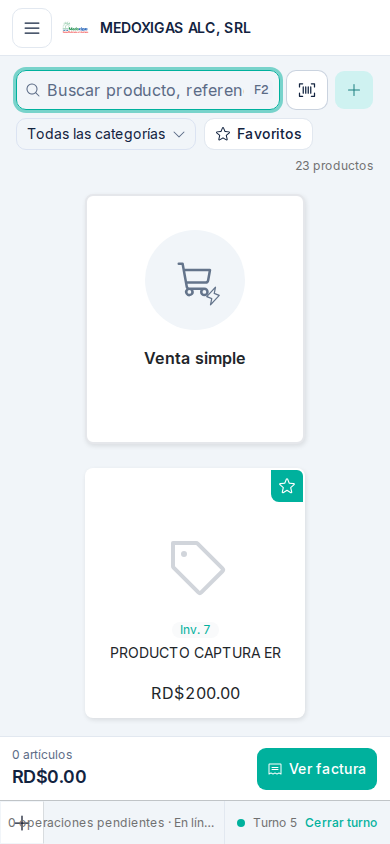 MEDOXIGAS ALC, SRL
Buscar producto, referen F2
Todas las categorías
Favoritos
23 productos
Venta simple
Inv. 7
PRODUCTO CAPTURA ER
RD$200.00
0 artículos
RD$0.00
Ver factura
0 operaciones pendientes · En lín...
Turno 5 Cerrar turno